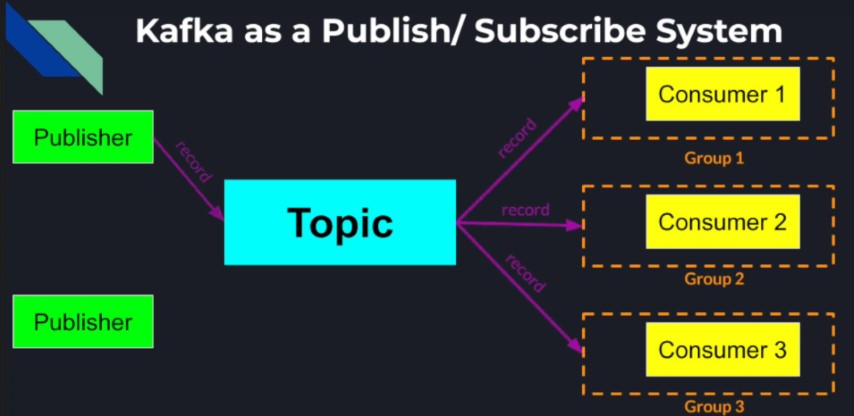 Kafka as a Publish/ Subscribe System
Publisher
record
Topic
Publisher
record
Consumer 1
Group 1
record
Consumer 2
Group 2
record
Consumer 3
Group 3